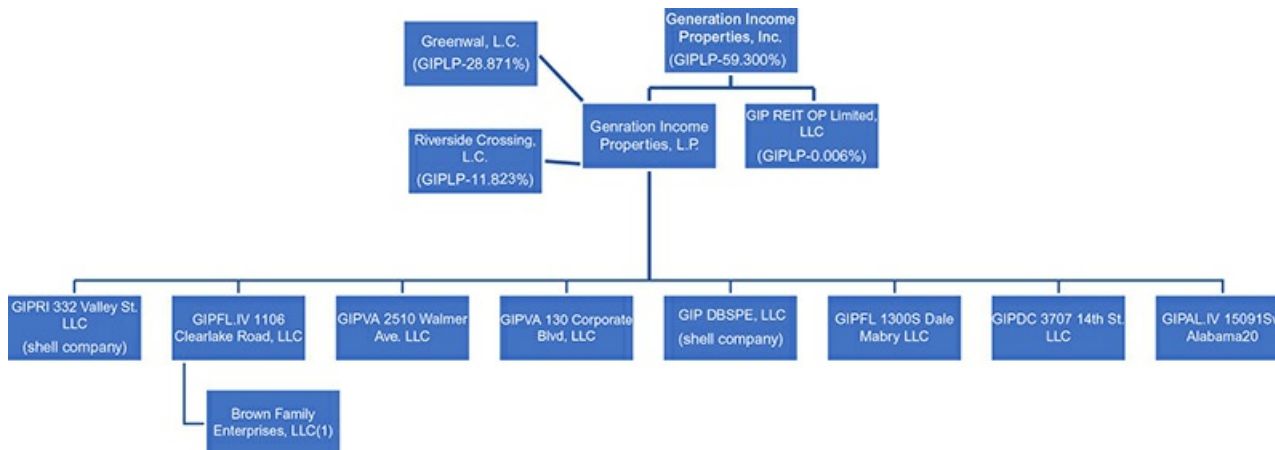 Generation Income
Properties, Inc.
(GIPLP-59.300%)
Greenwal, L.C.
(GIPLP-28.871%)
Genration Income
Properties, L.P.
GIP REIT OP Limited,
LLC
(GIPLP-0.006%)
Riverside Crossing,
L.C.
(GIPLP-11.823%)
GIPRI 332 Valley St.
LLC
(shell company)
GIPFL.IV 1106
Clearlake Road, LLC
GIPVA 2510 Walmer
Ave. LLC
GIPVA 130 Corporate
Blvd, LLC
GIP DBSPE, LLC
(shell company)
GIPFL 1300S Dale
Mabry LLC
GIPDC 3707 14th St.
LLC
GIPAL.IV 15091Sv
Alabama20
Brown Family
Enterprises, LLC(1)